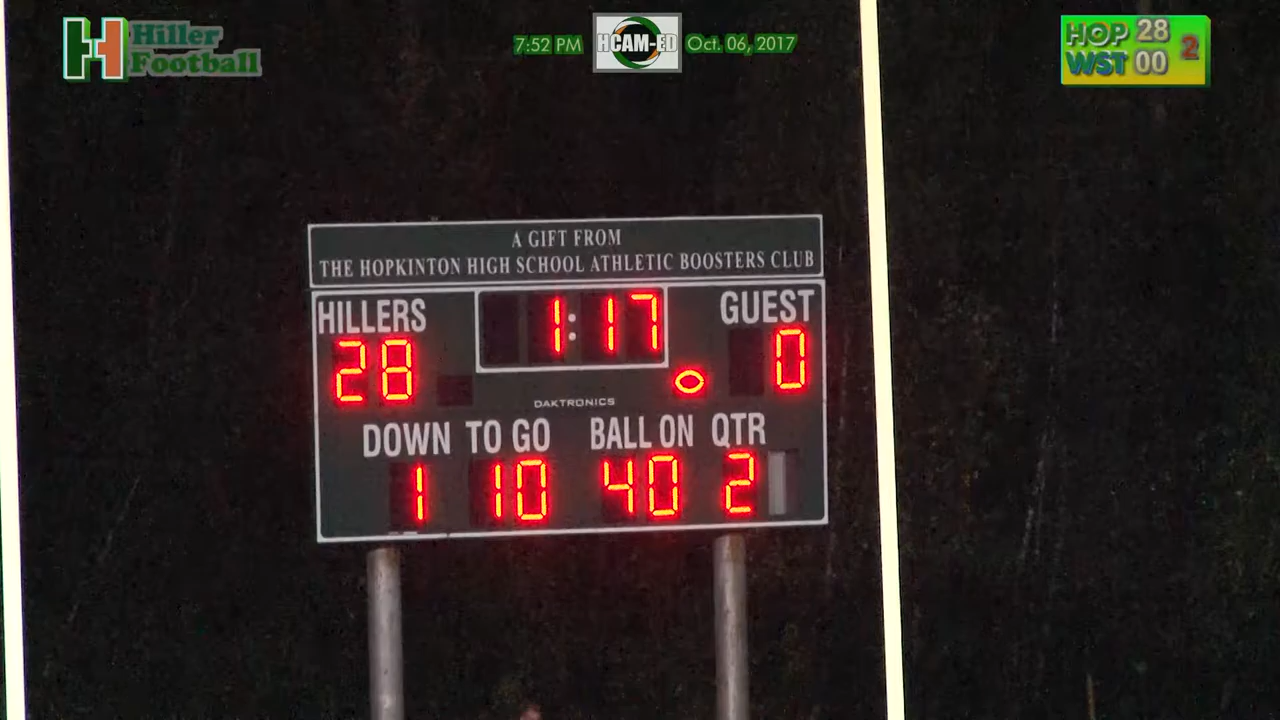 H Hiller
Football
7:52 PM
HCAM-ED
Oct. 06, 2017
HOP 28
WST 00
2
A GIFT FROM
THE HOPKINTON HIGH SCHOOL ATHLETIC BOOSTERS CLUB
HILLERS
1:17
GUEST
28
0
DAKTRONICS
DOWN TO GO BALL ON QTR
1 10 40 2